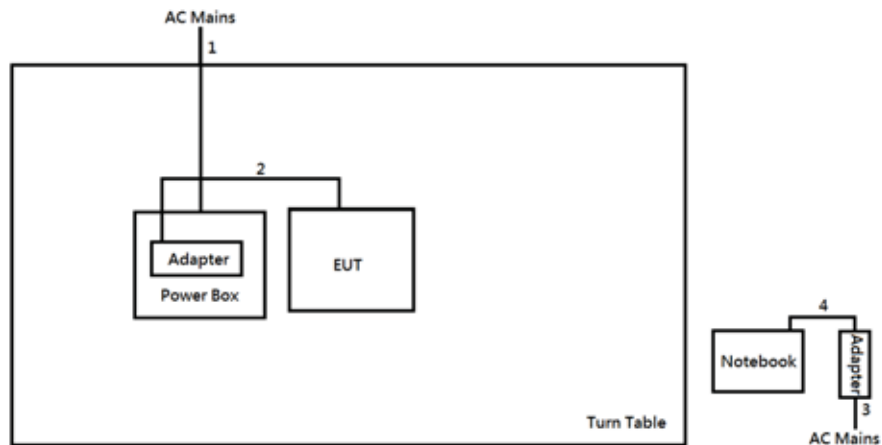 AC Mains
1
2
Adapter
Power Box
EUT
4
Notebook
Adapter
3
Turn Table
AC Mains